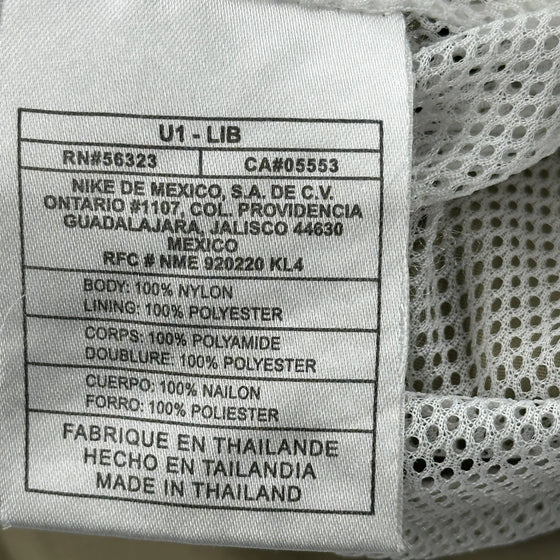 U1 - LIB
RN#56323 CA#05553
NIKE DE MEXICO, S.A. DE C.V.
ONTARIO #1107, COL. PROVIDENCIA
GUADALAJARA, JALISCO 44630
MEXICO
RFC # NME 920220 KL4
BODY: 100% NYLON
LINING: 100% POLYESTER
CORPS: 100% POLYAMIDE
DOUBLURE: 100% POLYESTER
CUERPO: 100% NAILON
FORRO: 100% POLIESTER
FABRIQUE EN THAILANDE
HECHO EN TAILANDIA
MADE IN THAILAND